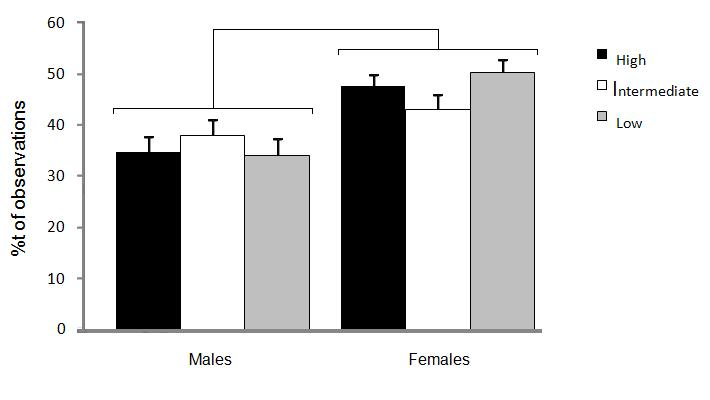 60
50
40
30
20
10
0
%t of observations
Males
Females
High
Intermediate
Low